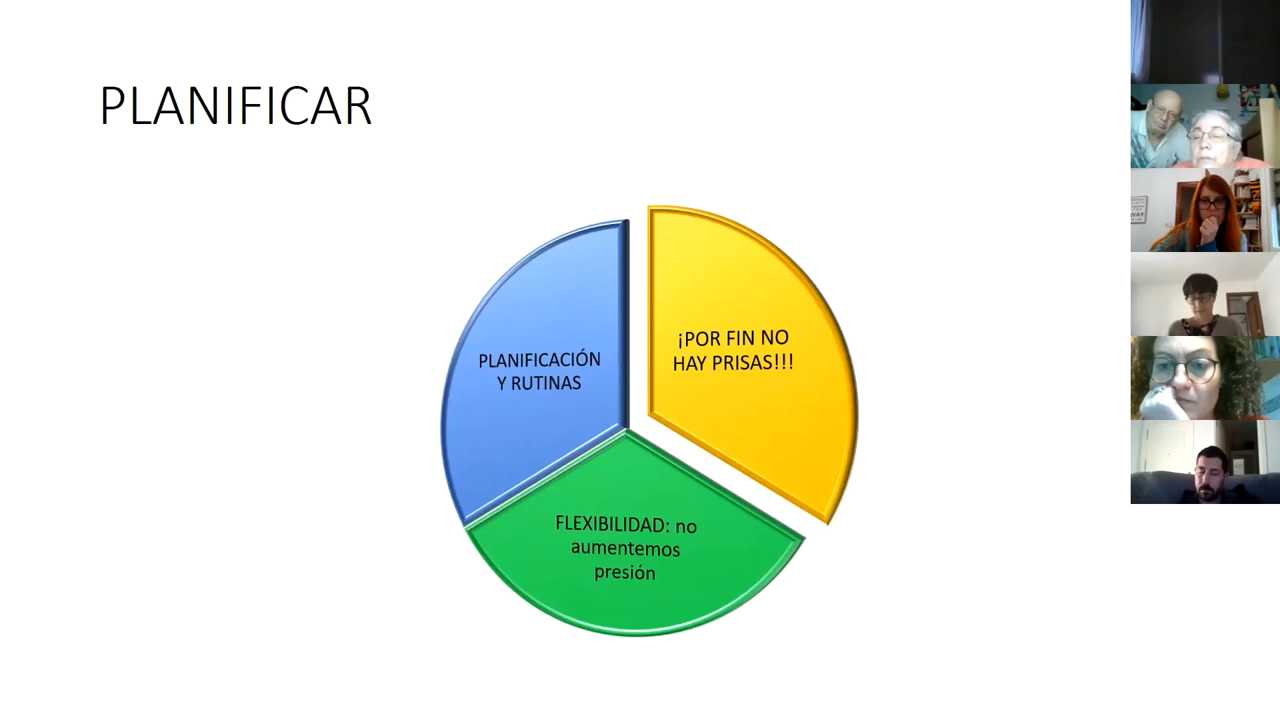 PLANIFICAR
¡POR FIN NO
HAY PRISAS!!!
PLANIFICACIÓN
Y RUTINAS
FLEXIBILIDAD: no
aumentemos
presión